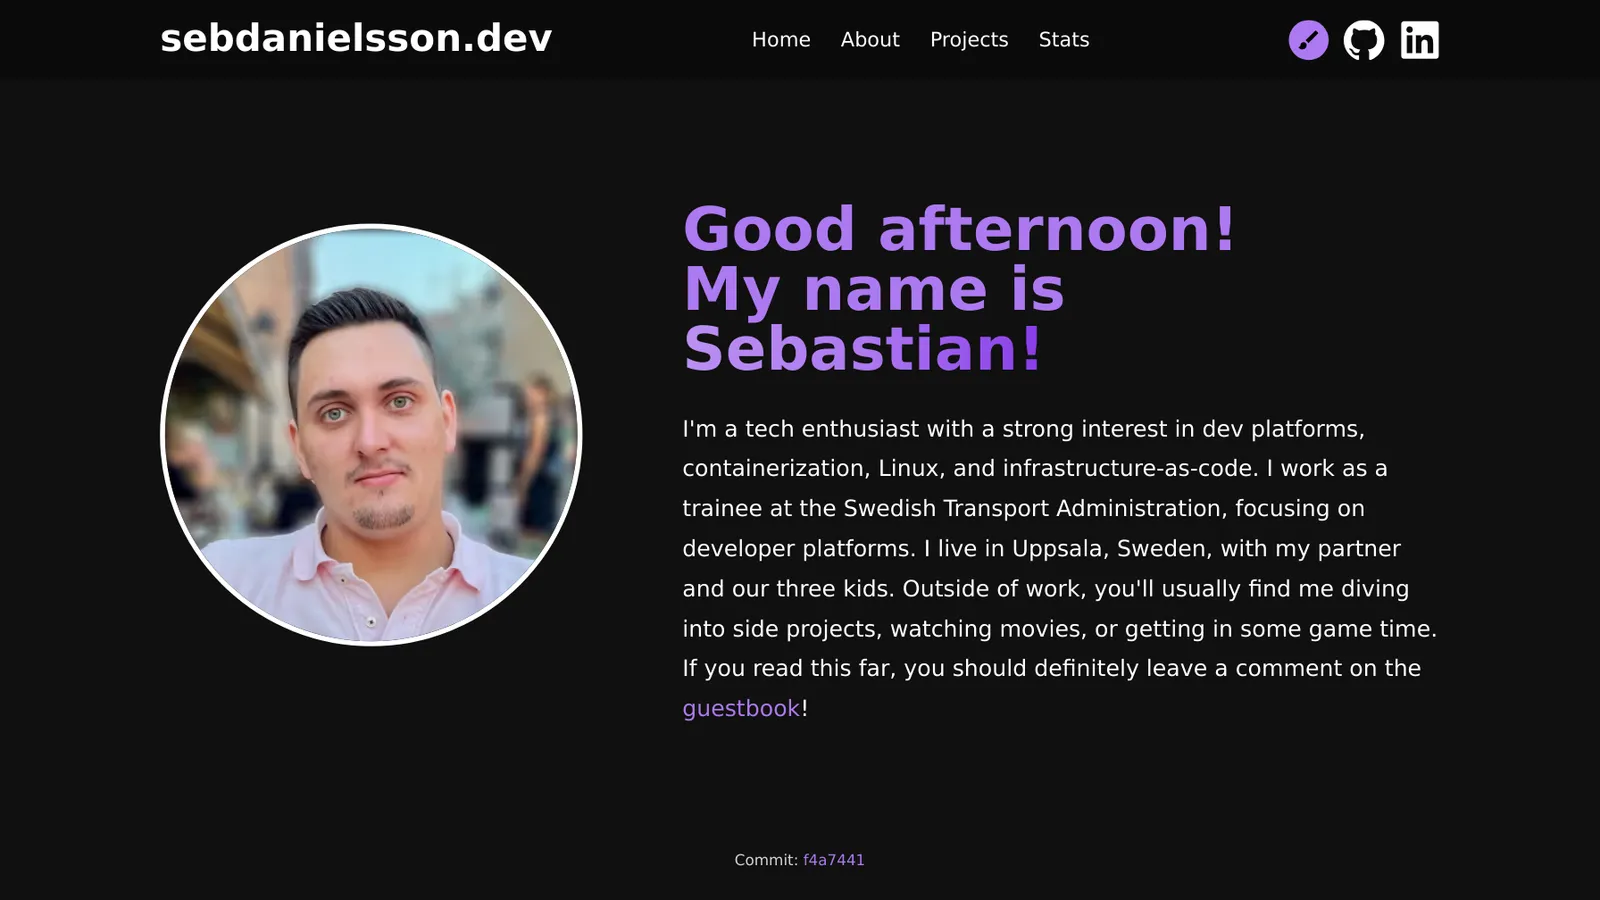 sebdanielsson.dev
Home
About
Projects
Stats
Good afternoon!
My name is
Sebastian!
I'm a tech enthusiast with a strong interest in dev platforms,
containerization, Linux, and infrastructure-as-code. I work as a
trainee at the Swedish Transport Administration, focusing on
developer platforms. I live in Uppsala, Sweden, with my partner
and our three kids. Outside of work, you'll usually find me diving
into side projects, watching movies, or getting in some game time.
If you read this far, you should definitely leave a comment on the
guestbook!
Commit: f4a7441